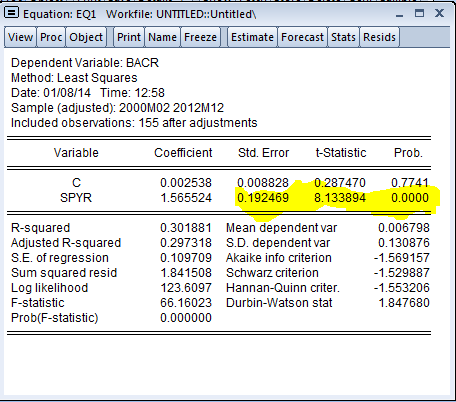 Equation: EQ1 Workfile: UNTITLED::Untitled\
View Proc Object Print Name Freeze Estimate Forecast Stats Resids
Dependent Variable: BACR
Method: Least Squares
Date: 01/08/14 Time: 12:58
Sample (adjusted): 2000M02 2012M12
Included observations: 155 after adjustments
Variable Coefficient Std. Error t-Statistic Prob.
C 0.002538 0.008828 0.287470 0.7741
SPYR 1.565524 0.192469 8.133894 0.0000
R-squared 0.301881 Mean dependent var 0.006798
Adjusted R-squared 0.297318 S.D. dependent var 0.130876
S.E. of regression 0.109709 Akaike info criterion -1.569157
Sum squared resid 1.841508 Schwarz criterion -1.529887
Log likelihood 123.6097 Hannan-Quinn criter. -1.553206
F-statistic 66.16023 Durbin-Watson stat 1.847680
Prob(F-statistic) 0.000000